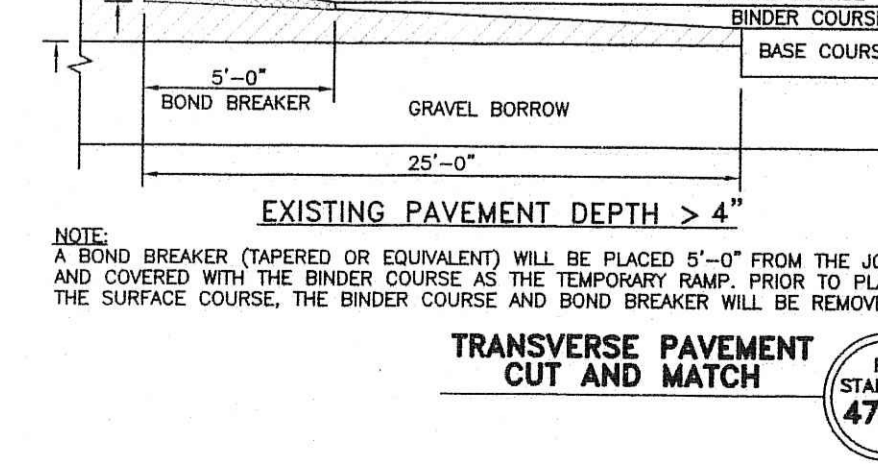 BINDER COURSE
BASE COURS
5'-0"
BOND BREAKER
GRAVEL BORROW
25'-0"
EXISTING PAVEMENT DEPTH > 4"
NOTE:
A BOND BREAKER (TAPERED OR EQUIVALENT) WILL BE PLACED 5'-0" FROM THE JO
AND COVERED WITH THE BINDER COURSE AS THE TEMPORARY RAMP. PRIOR TO PLA
THE SURFACE COURSE, THE BINDER COURSE AND BOND BREAKER WILL BE REMOVE
TRANSVERSE PAVEMENT
CUT AND MATCH
STAN
47